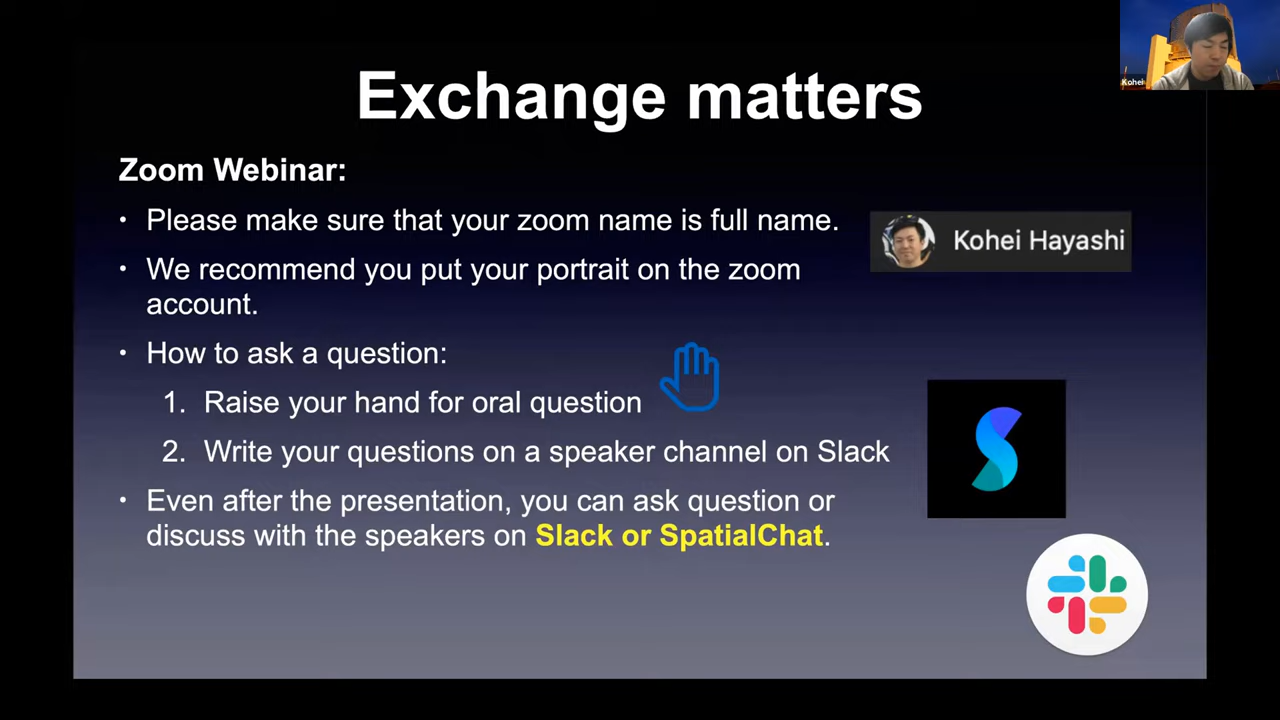 Kohei
Exchange matters
Zoom Webinar:
• Please make sure that your zoom name is full name.
Kohei Hayashi
• We recommend you put your portrait on the zoom
account.
• How to ask a question:
1. Raise your hand for oral question
2. Write your questions on a speaker channel on Slack
• Even after the presentation, you can ask question or
discuss with the speakers on Slack or SpatialChat.